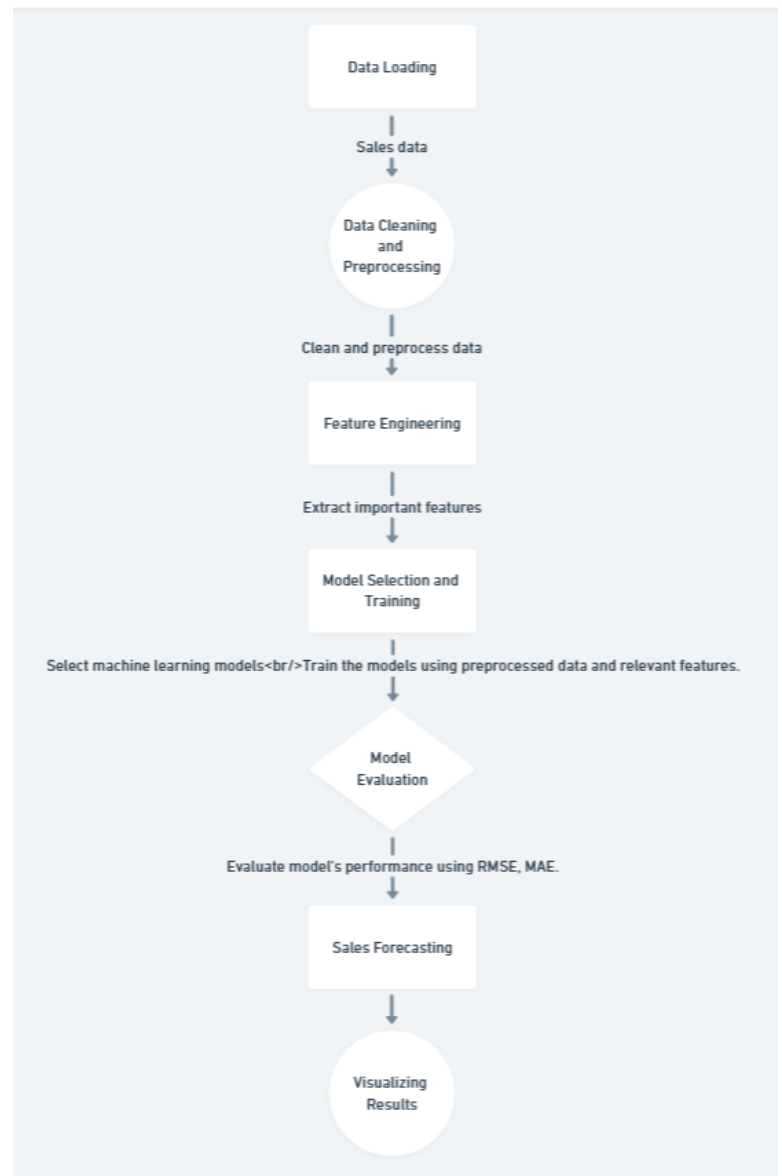 Data Loading
Sales data
Data Cleaning
and
Preprocessing
Clean and preprocess data
Feature Engineering
Extract important features
Model Selection and
Training
Select machine learning models<br/>Train the models using preprocessed data and relevant features.
Model
Evaluation
Evaluate model's performance using RMSE, MAE.
Sales Forecasting
Visualizing
Results